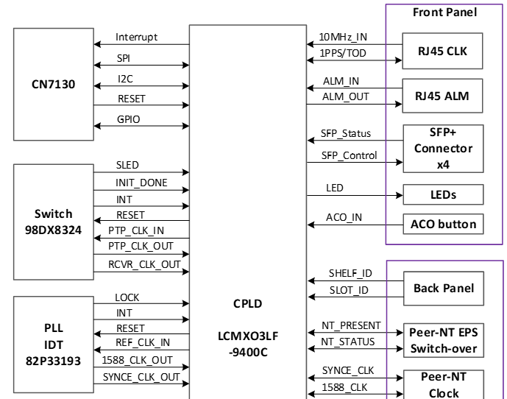 Front Panel
Interrupt
SPI
I2C
RESET
GPIO
CN7130
10MHz_IN
1PPS/TOD
RJ45 CLK
ALM_IN
ALM_OUT
RJ45 ALM
SFP_Status
SFP_Control
SFP+
Connector
x4
LED
LEDs
ACO_IN
ACO button
SLED
INIT_DONE
INT
RESET
PTP_CLK_IN
PTP_CLK_OUT
RCVR_CLK_OUT
Switch
98DX8324
CPLD
LCMXO3LF
-9400C
SHELF_ID
SLOT_ID
Back Panel
LOCK
INT
RESET
REF_CLK_IN
1588_CLK_OUT
SYNCE_CLK_OUT
PLL
IDT
82P33193
NT_PRESENT
NT_STATUS
Peer-NT EPS
Switch-over
SYNCE_CLK
1588_CLK
Peer-NT
Clock